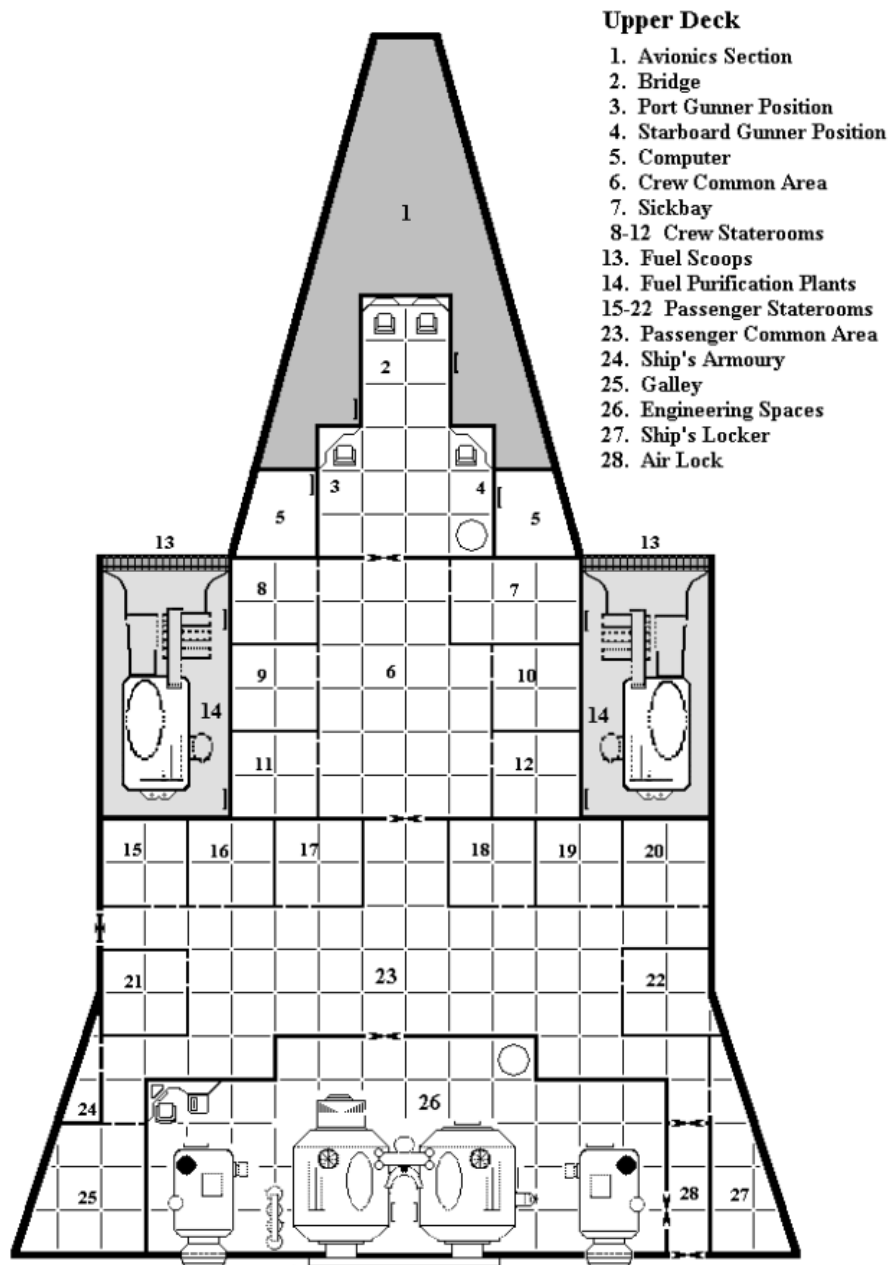 Upper Deck
1. Avionics Section
2. Bridge
3. Port Gunner Position
4. Starboard Gunner Position
5. Computer
6. Crew Common Area
7. Sickbay
8-12 Crew Staterooms
13. Fuel Scoops
14. Fuel Purification Plants
15-22 Passenger Staterooms
23. Passenger Common Area
24. Ship's Armoury
25. Galley
26. Engineering Spaces
27. Ship's Locker
28. Air Lock
1
2
3 4
5 5
13 13
8 7
9 6 10
14 14
11 12
15 16 17 18 19 20
21 23 22
24 26
25 28 27